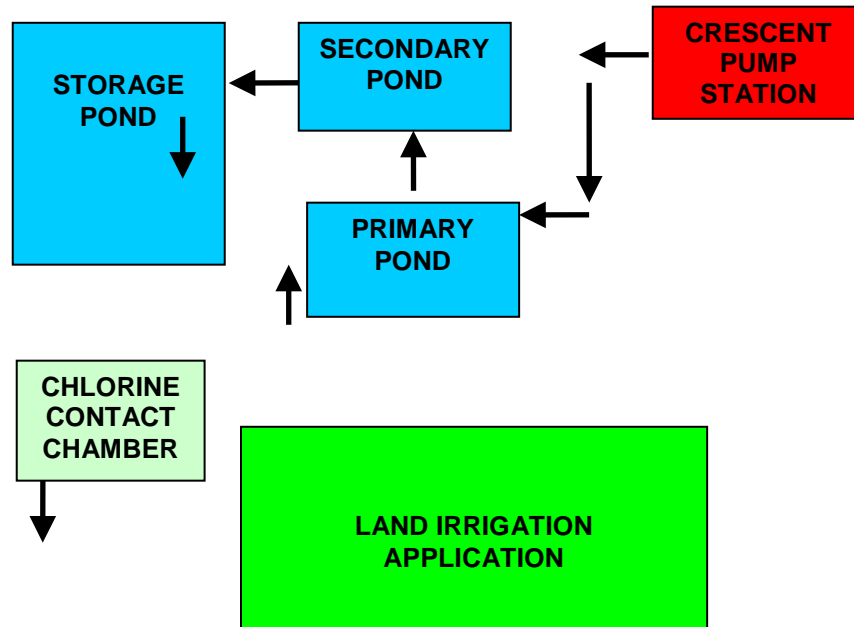 CRESCENT
PUMP
STATION
SECONDARY
POND
STORAGE
POND
PRIMARY
POND
CHLORINE
CONTACT
CHAMBER
LAND IRRIGATION
APPLICATION